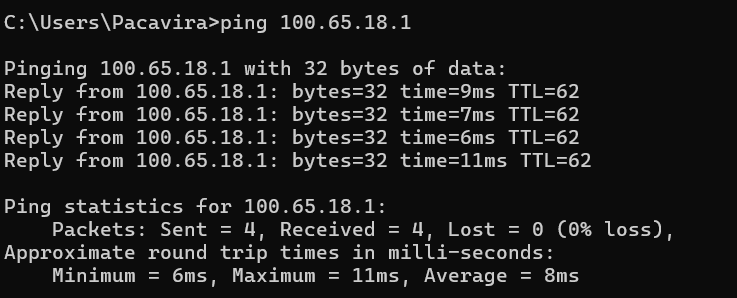 C:\Users\Pacavira>ping 100.65.18.1
Pinging 100.65.18.1 with 32 bytes of data:
Reply from 100.65.18.1: bytes=32 time=9ms TTL=62
Reply from 100.65.18.1: bytes=32 time=7ms TTL=62
Reply from 100.65.18.1: bytes=32 time=6ms TTL=62
Reply from 100.65.18.1: bytes=32 time=11ms TTL=62
Ping statistics for 100.65.18.1:
    Packets: Sent = 4, Received = 4, Lost = 0 (0% loss),
Approximate round trip times in milli-seconds:
    Minimum = 6ms, Maximum = 11ms, Average = 8ms